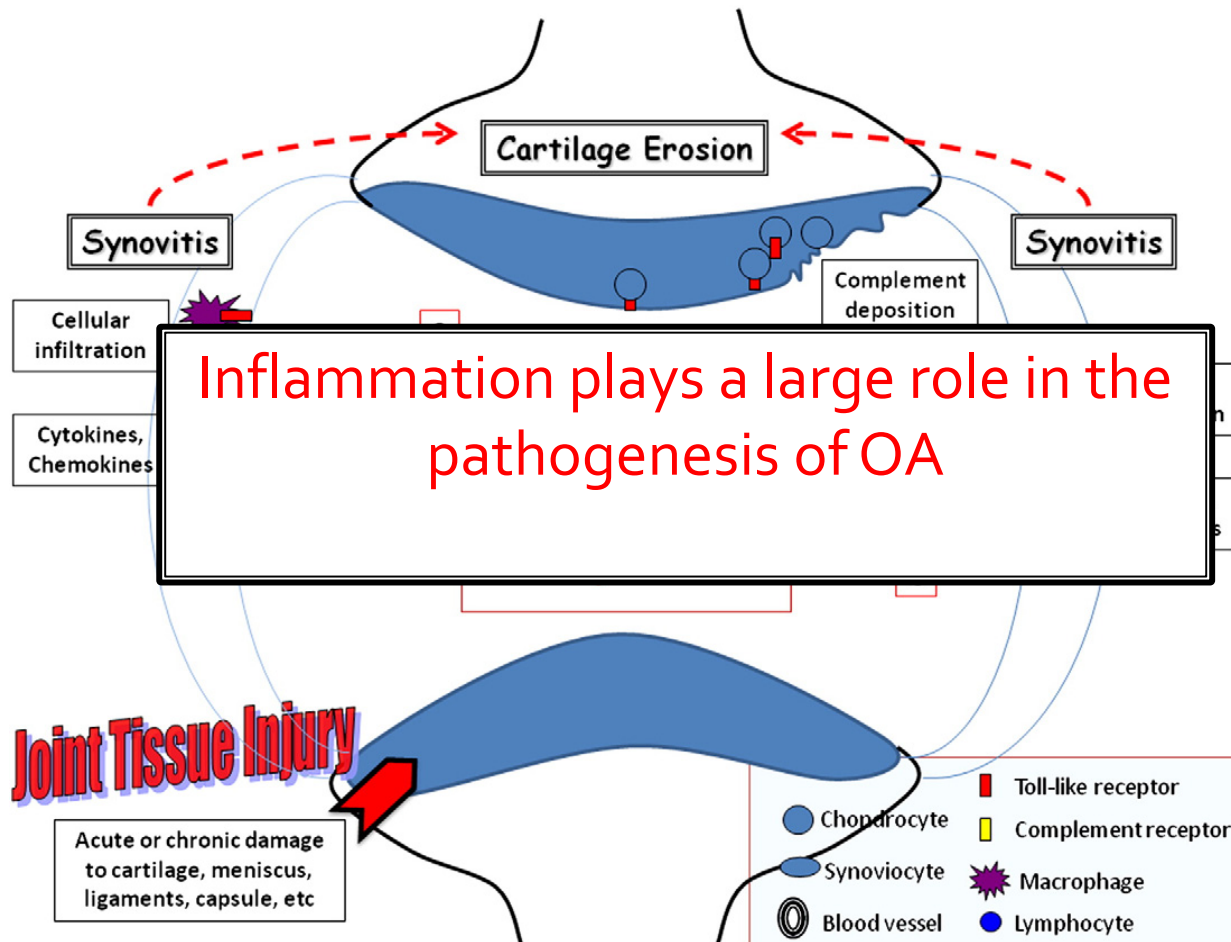 Cartilage Erosion
Synovitis
Synovitis
Complement
deposition
Cellular
infiltration
Inflammation plays a large role in the
pathogenesis of OA
Cytokines,
Chemokines
Joint Tissue Injury
Acute or chronic damage
to cartilage, meniscus,
ligaments, capsule, etc
Chondrocyte
Synoviocyte
Blood vessel
Toll-like receptor
Complement receptor
Macrophage
Lymphocyte